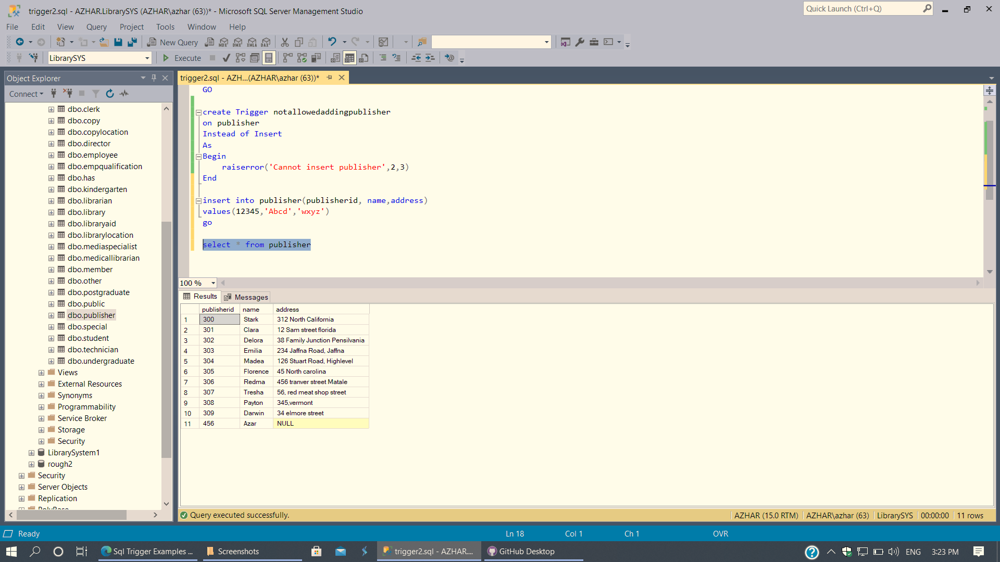 trigger2.sql - AZHAR.LibrarySYS (AZHAR\azhar (63))* - Microsoft SQL Server Management Studio
Quick Launch (Ctrl+Q)
File Edit View Query Project Tools Window Help
New Query MDX DMX XMLA DAX
LibrarySYS Execute
Object Explorer
Connect
dbo.clerk
dbo.copy
dbo.copylocation
dbo.director
dbo.employee
dbo.empqualification
dbo.has
dbo.kindergarten
dbo.librarian
dbo.library
dbo.libraryaid
dbo.librarylocation
dbo.mediaspecialist
dbo.medicallibrarian
dbo.member
dbo.other
dbo.postgraduate
dbo.public
dbo.publisher
dbo.special
dbo.student
dbo.technician
dbo.undergraduate
Views
External Resources
Synonyms
Programmability
Service Broker
Storage
Security
LibrarySystem1
rough2
Security
Server Objects
Replication
PolyBase
trigger2.sql - AZH...(AZHAR\azhar (63))*
GO
create Trigger notallowedaddingpublisher
on publisher
Instead of Insert
As
Begin
raiserror('Cannot insert publisher',2,3)
End
insert into publisher(publisherid, name,address)
values(12345,'Abcd','wxyz')
go
select * from publisher
100 %
Results Messages
publisherid name address
1 300 Stark 312 North California
2 301 Clara 12 Sam street florida
3 302 Delora 38 Family Junction Pensilvania
4 303 Emilia 234 Jaffna Road, Jaffna
5 304 Madea 126 Stuart Road, Highlevel
6 305 Florence 45 North carolina
7 306 Redma 456 tranver street Matale
8 307 Tresha 56, red meat shop street
9 308 Payton 345,vermont
10 309 Darwin 34 elmore street
11 456 Azar NULL
Query executed successfully. AZHAR (15.0 RTM) AZHAR\azhar (63) LibrarySYS 00:00:00 11 rows
Ready Ln 18 Col 1 Ch 1 OVR
Sql Trigger Examples ... Screenshots trigger2.sql - AZHAR.... GitHub Desktop ENG 3:23 PM